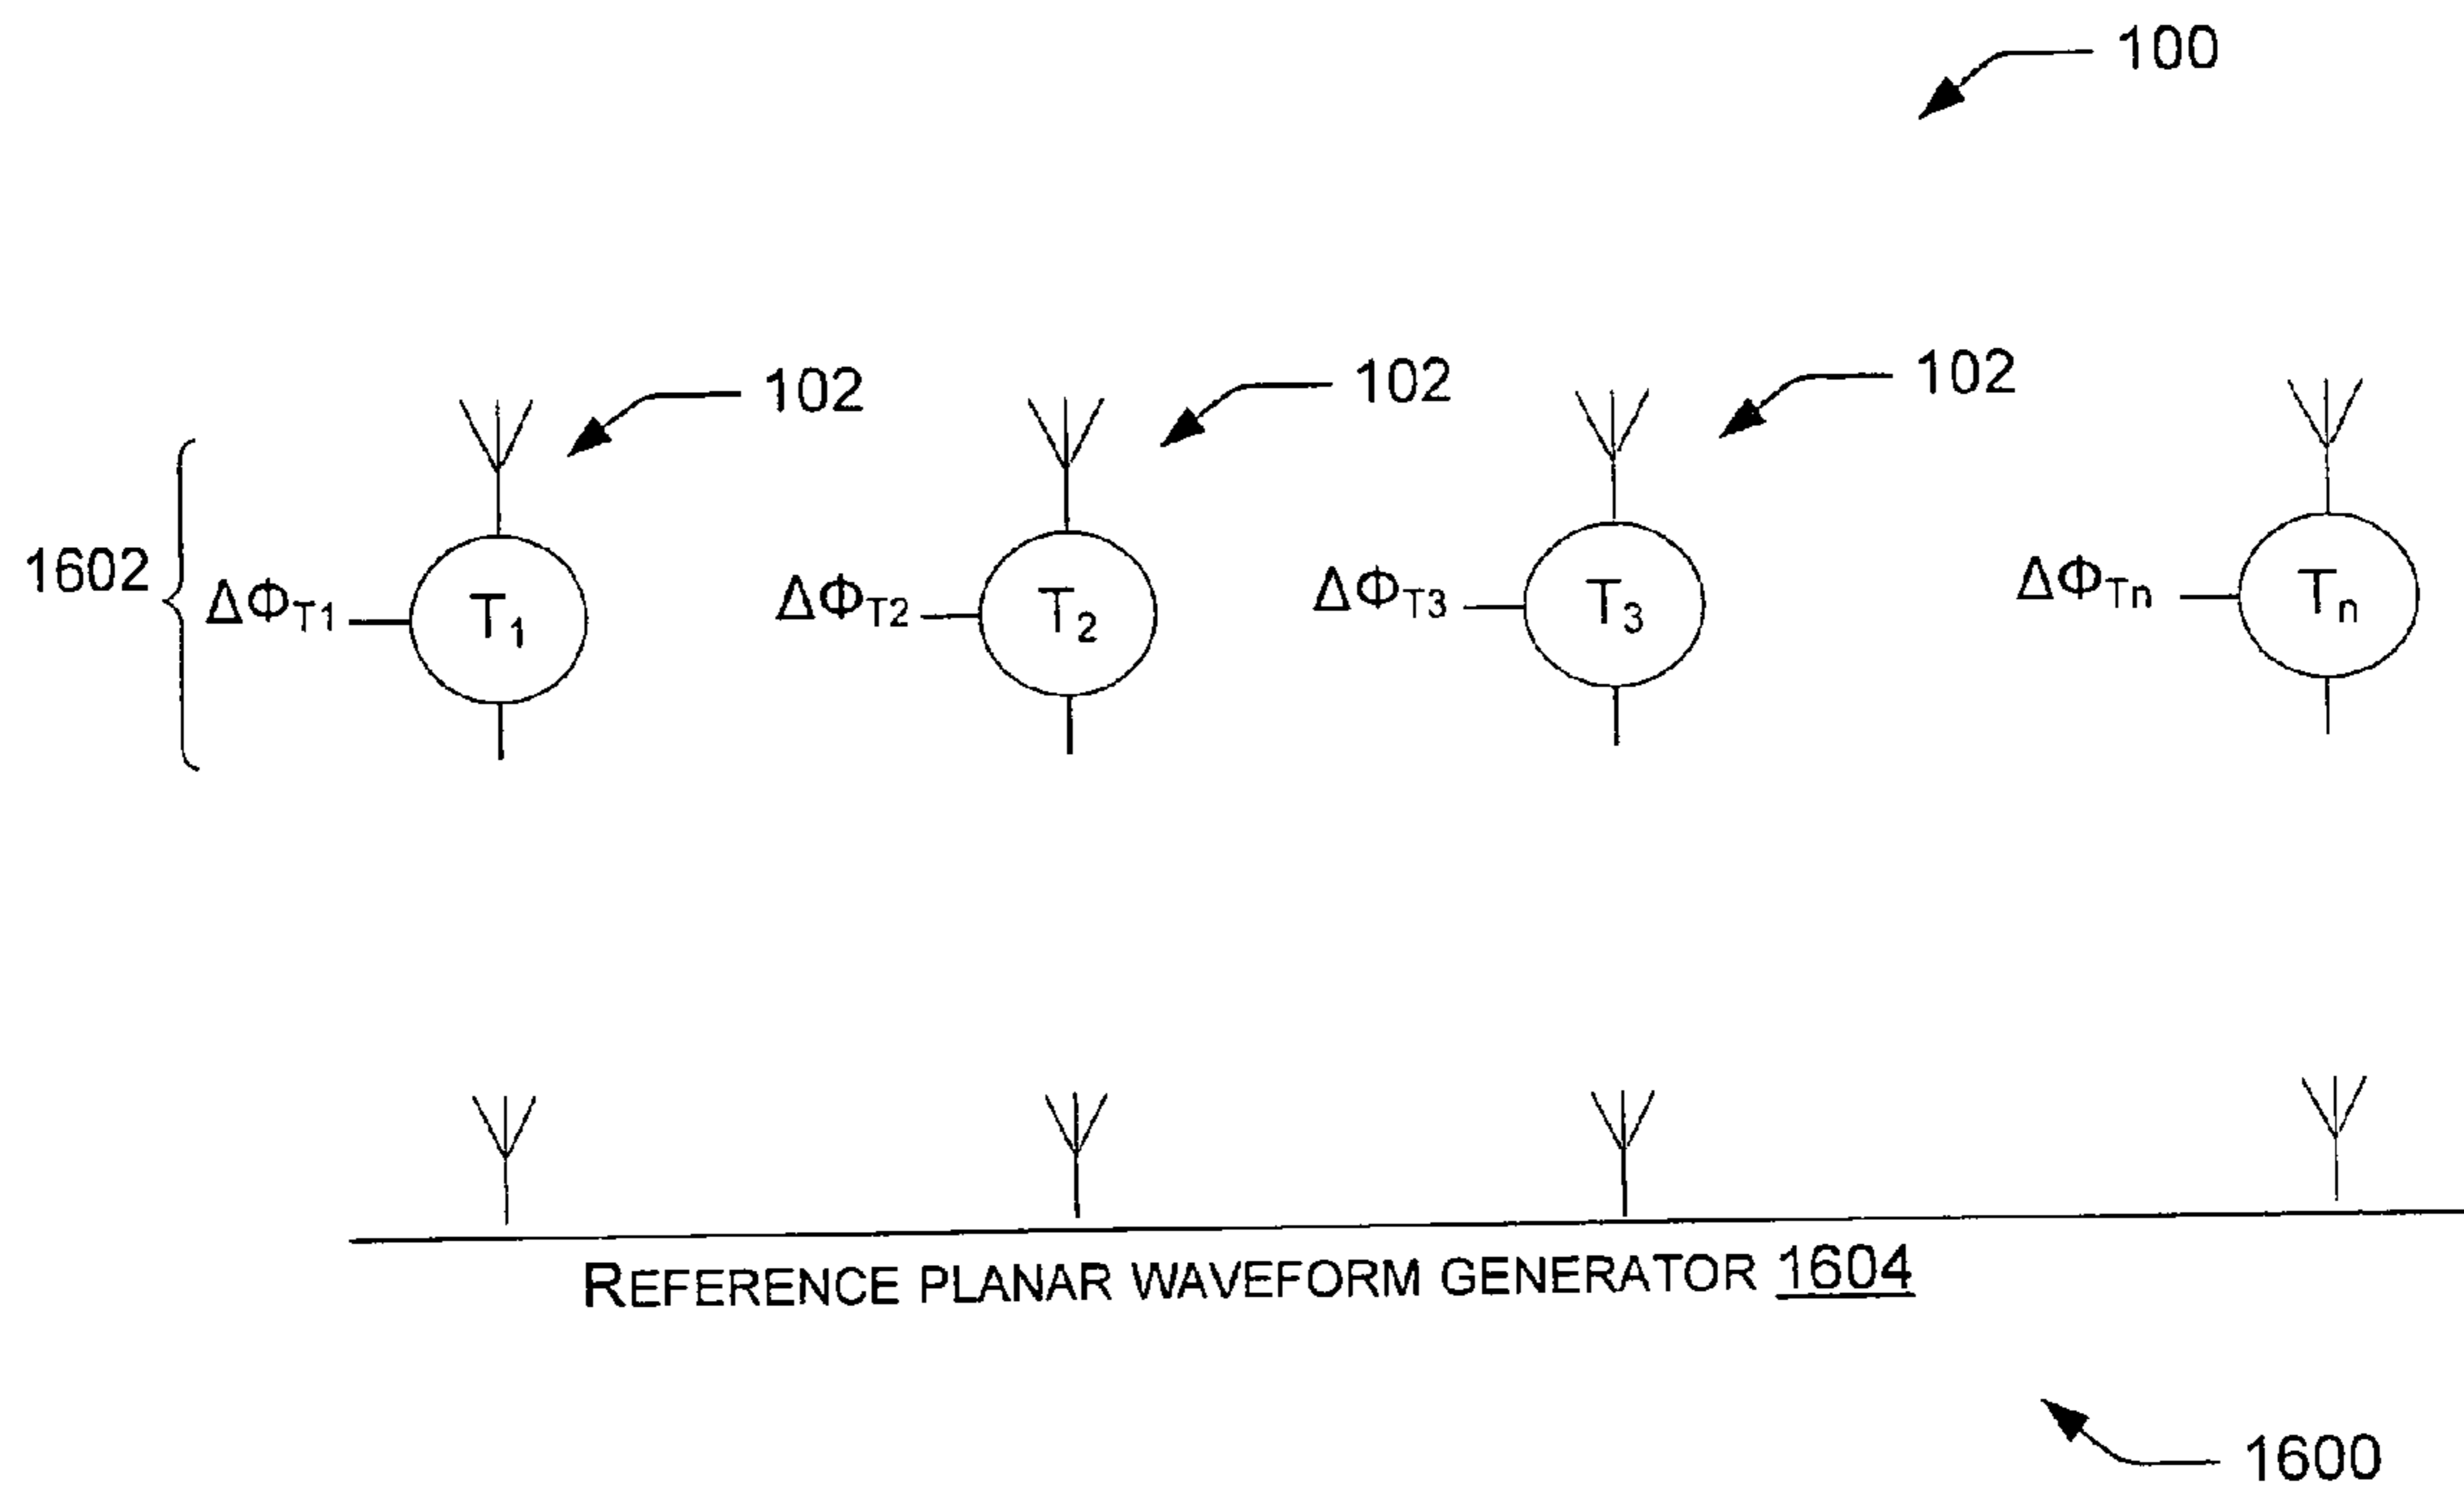 100
102
102
102
1602
ΔΦT1
T1
ΔΦT2
T2
ΔΦT3
T3
ΔΦTn
Tn
REFERENCE PLANAR WAVEFORM GENERATOR 1604
1600